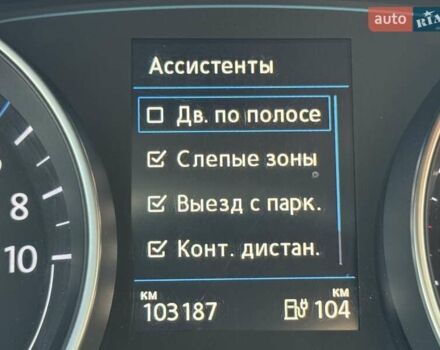 auto RIA
Ассистенты
Дв. по полосе
Слепые зоны
Выезд с парк.
Конт. дистан.
км км
103187 104
8
10